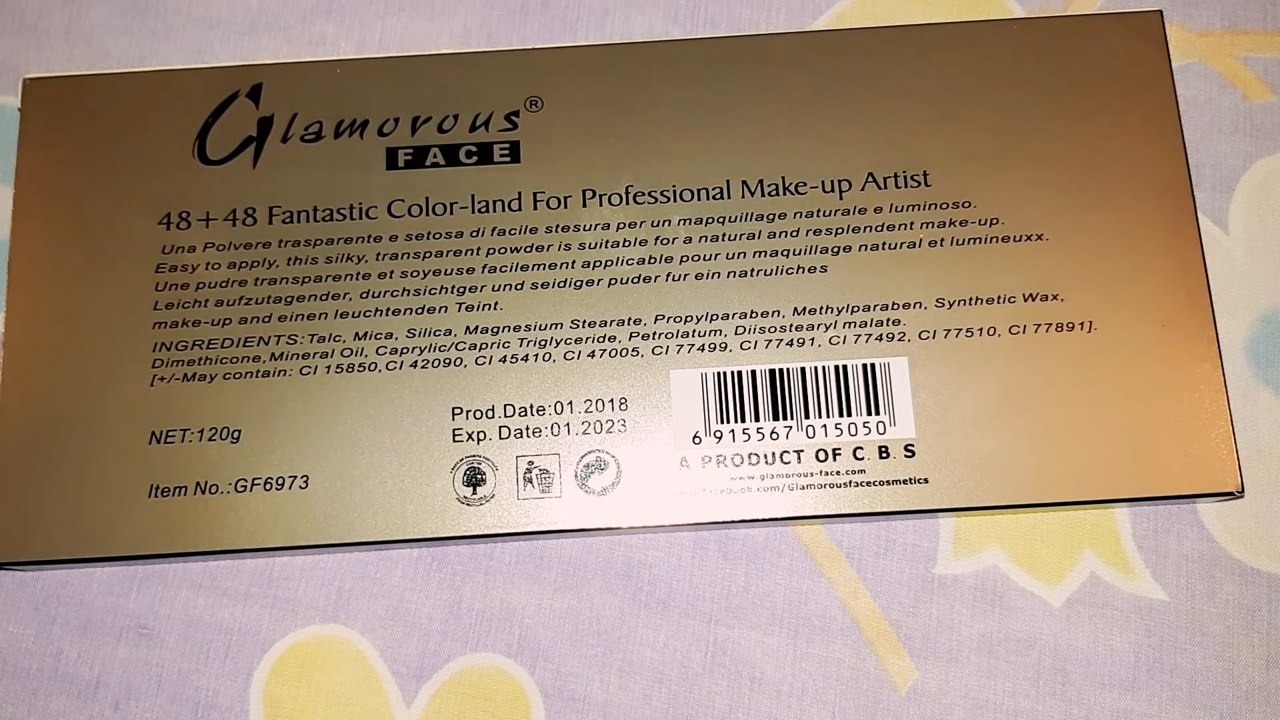 Glamorous®
FACE
48+48 Fantastic Color-land For Professional Make-up Artist
Una Polvere trasparente e setosa di facile stesura per un mapquillage naturale e luminoso.
Easy to apply, this silky, transparent powder is suitable for a natural and resplendent make-up.
Une pudre transparente et soyeuse facilement applicable pour un maquillage natural et lumineuxx.
Leicht aufzutagender, durchsichtger und seidiger puder fur ein natruliches
make-up and einen leuchtenden Teint.
INGREDIENTS:Talc, Mica, Silica, Magnesium Stearate, Propylparaben, Methylparaben, Synthetic Wax,
Dimethicone,Mineral Oil, Caprylic/Capric Triglyceride, Petrolatum, Diisostearyl malate.
[+/-May contain: CI 15850,CI 42090, CI 45410, CI 47005, CI 77499, CI 77491, CI 77492, CI 77510, CI 77891].
NET:120g
Prod.Date:01.2018
Exp. Date:01.2023
Item No.:GF6973
6 915567 015050
A PRODUCT OF C. B. S
www.glamorous-face.com
facebook.com/Glamorousfacecosmetics